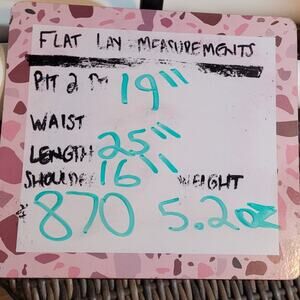 FLAT LAY MEASUREMENTS
PIT 2 PIT 19"
WAIST
LENGTH 25"
SHOULDER 16" WEIGHT
870 5.2oz